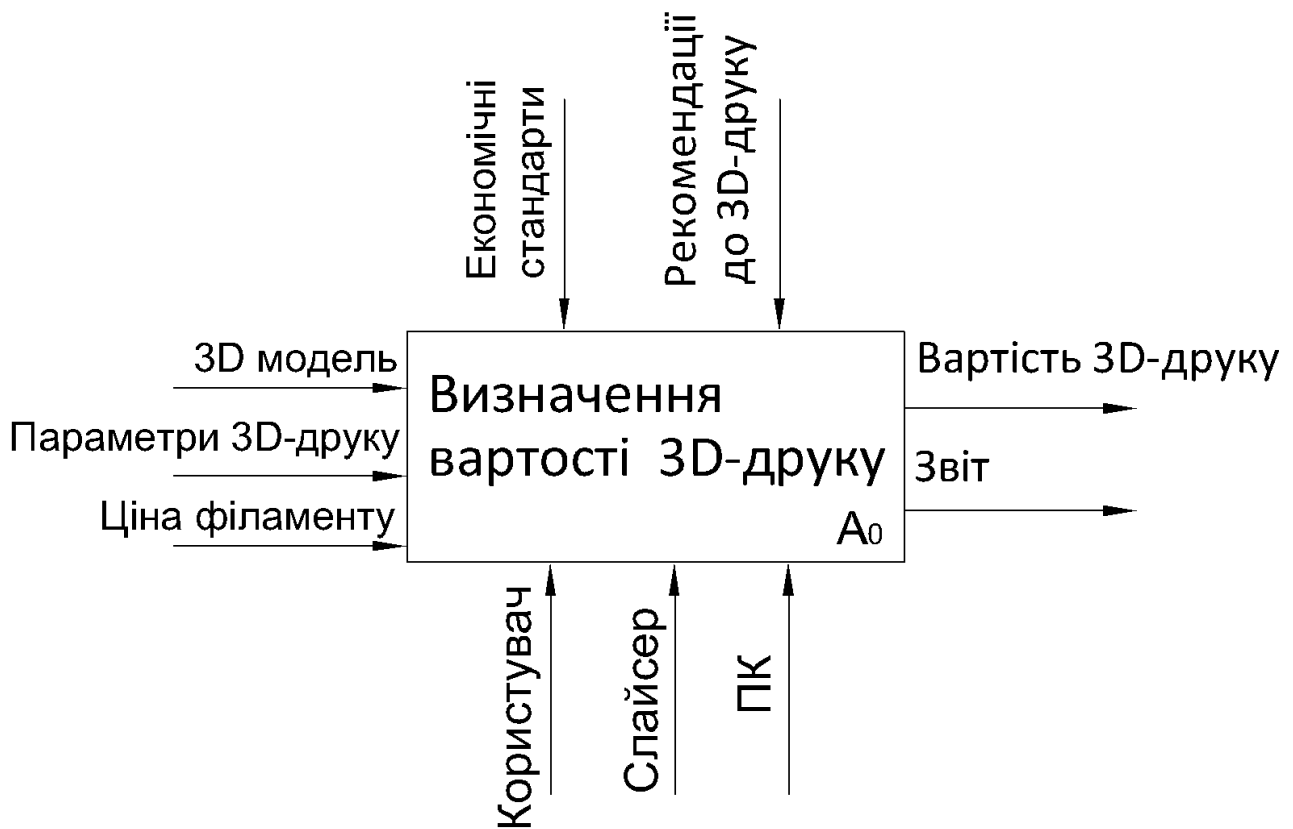 Економічні
стандарти
Рекомендації
до 3D-друку
3D модель
Параметри 3D-друку
Ціна філаменту
Визначення
вартості 3D-друку
A0
Вартість 3D-друку
Звіт
Користувач
Слайсер
ПК